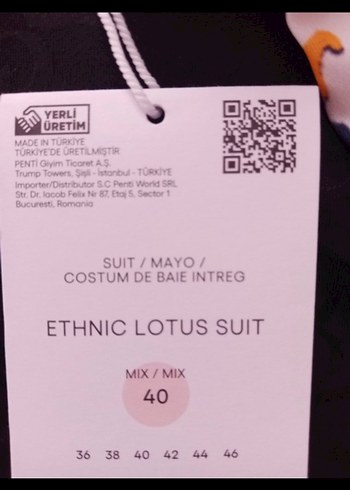 YERLİ
ÜRETİM
MADE IN TÜRKİYE
TÜRKİYE'DE ÜRETİLMİŞTİR
PENTİ Giyim Ticaret A.Ş.
Trump Towers, Şişli - İstanbul - TÜRKİYE
Importer/Distributor S.C Penti World SRL
Str. Dr. Iacob Felix Nr 87, Etaj 5, Sector 1
Bucuresti, Romania
SUIT / MAYO /
COSTUM DE BAIE INTREG
ETHNIC LOTUS SUIT
MIX / MIX
40
36 38 40 42 44 46